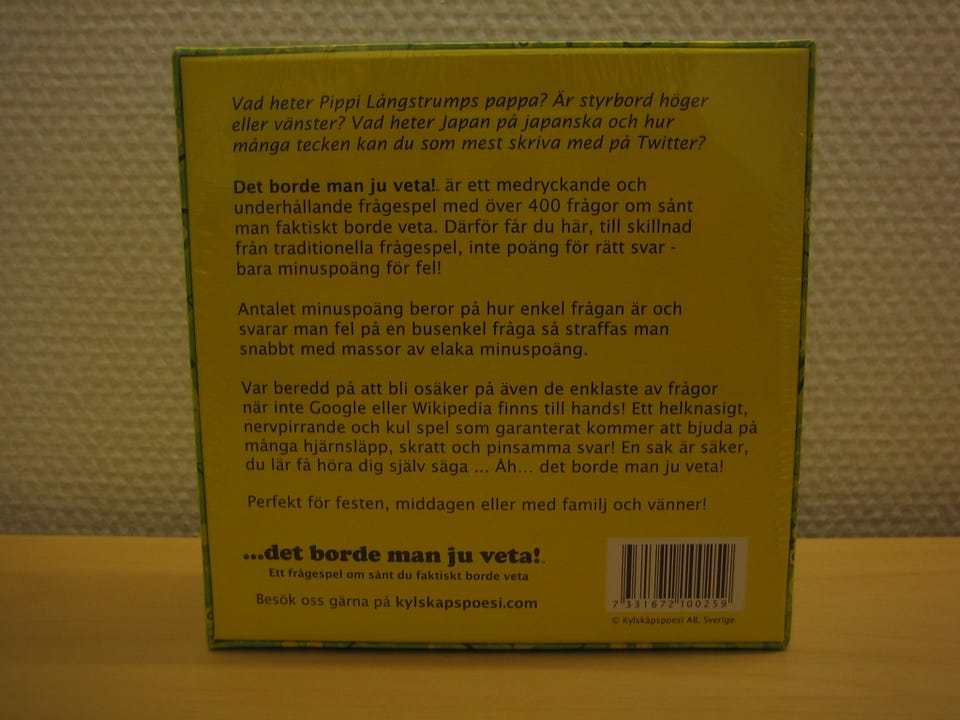 Vad heter Pippi Långstrumps pappa? Är styrbord höger
eller vänster? Vad heter Japan på japanska och hur
många tecken kan du som mest skriva med på Twitter?
Det borde man ju veta!™ är ett medryckande och
underhållande frågespel med över 400 frågor om sånt
man faktiskt borde veta. Därför får du här, till skillnad
från traditionella frågespel, inte poäng för rätt svar -
bara minuspoäng för fel!
Antalet minuspoäng beror på hur enkel frågan är och
svarar man fel på en busenkel fråga så straffas man
snabbt med massor av elaka minuspoäng.
Var beredd på att bli osäker på även de enklaste av frågor
när inte Google eller Wikipedia finns till hands! Ett helknasigt,
nervpirrande och kul spel som garanterat kommer att bjuda på
många hjärnsläpp, skratt och pinsamma svar! En sak är säker,
du lär få höra dig själv säga ... Åh... det borde man ju veta!
Perfekt för festen, middagen eller med familj och vänner!
...det borde man ju veta!™
Ett frågespel om sånt du faktiskt borde veta
Besök oss gärna på kylskapspoesi.com
7 331672 100259
© Kylskåpspoesi AB, Sverige